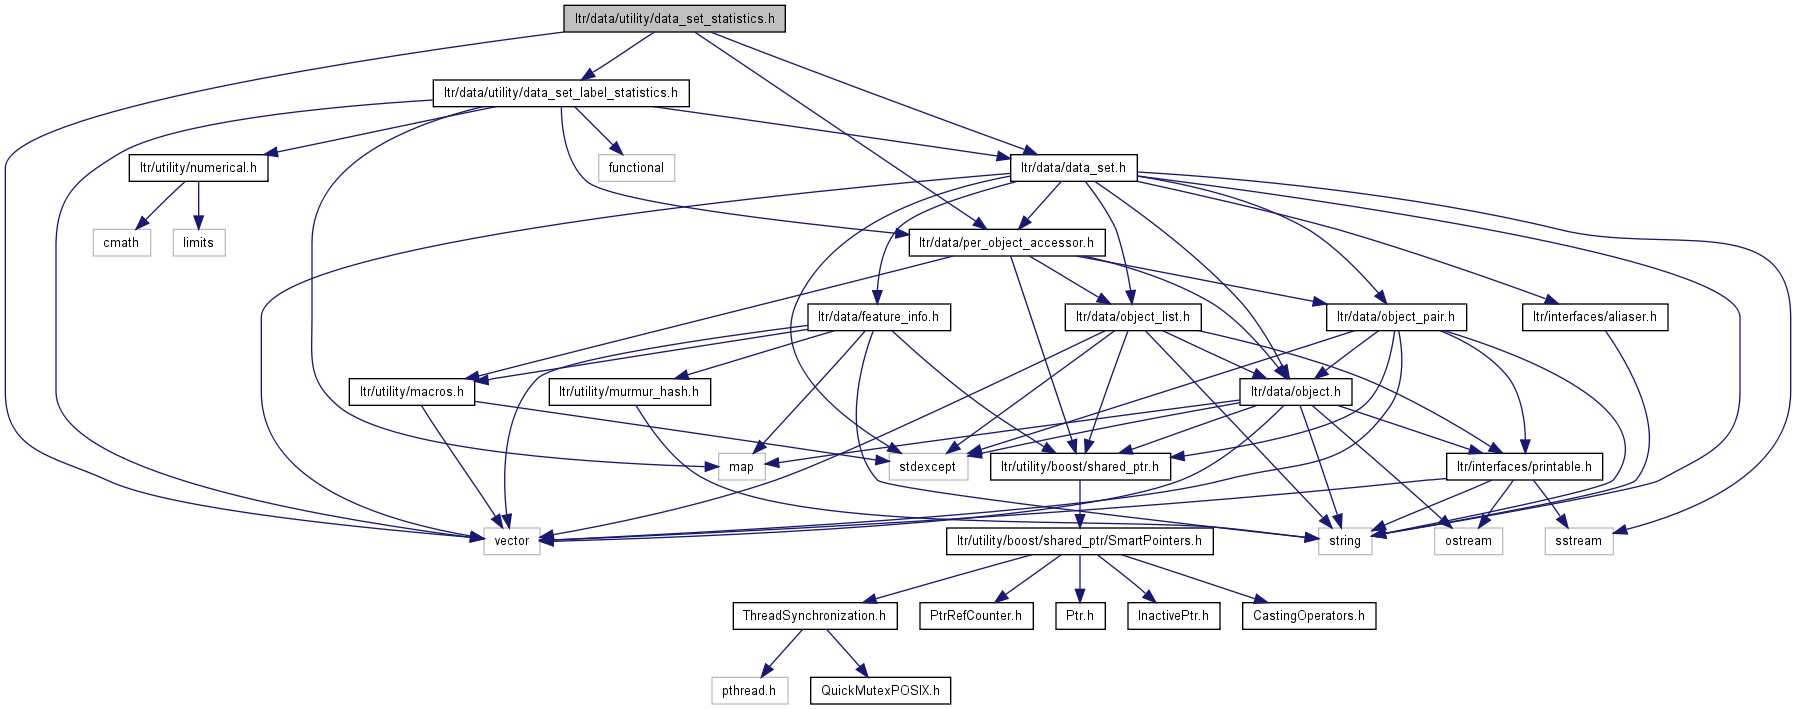 ltr/data/utility/data_set_statistics.h
ltr/data/utility/data_set_label_statistics.h
ltr/utility/numerical.h
functional
ltr/data/data_set.h
cmath
limits
ltr/data/per_object_accessor.h
ltr/data/feature_info.h
ltr/data/object_list.h
ltr/data/object_pair.h
ltr/interfaces/aliaser.h
ltr/utility/macros.h
ltr/utility/murmur_hash.h
ltr/data/object.h
map
stdexcept
ltr/utility/boost/shared_ptr.h
ltr/interfaces/printable.h
vector
ltr/utility/boost/shared_ptr/SmartPointers.h
string
ostream
sstream
ThreadSynchronization.h
PtrRefCounter.h
Ptr.h
InactivePtr.h
CastingOperators.h
pthread.h
QuickMutexPOSIX.h